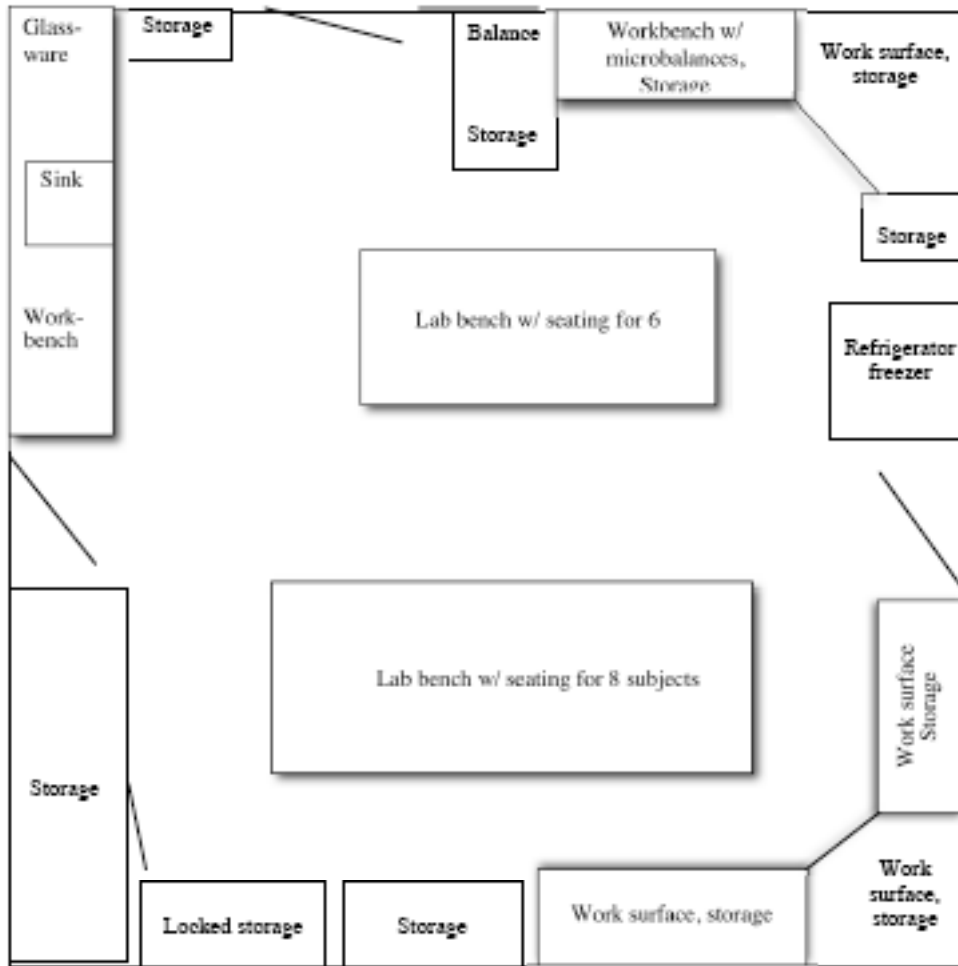 Glass-
ware
Storage
Balance
Storage
Workbench w/
microbalances,
Storage
Work surface,
storage
Sink
Storage
Work-
bench
Lab bench w/ seating for 6
Refrigerator
freezer
Lab bench w/ seating for 8 subjects
Work surface
Storage
Storage
Locked storage
Storage
Work surface, storage
Work
surface,
storage